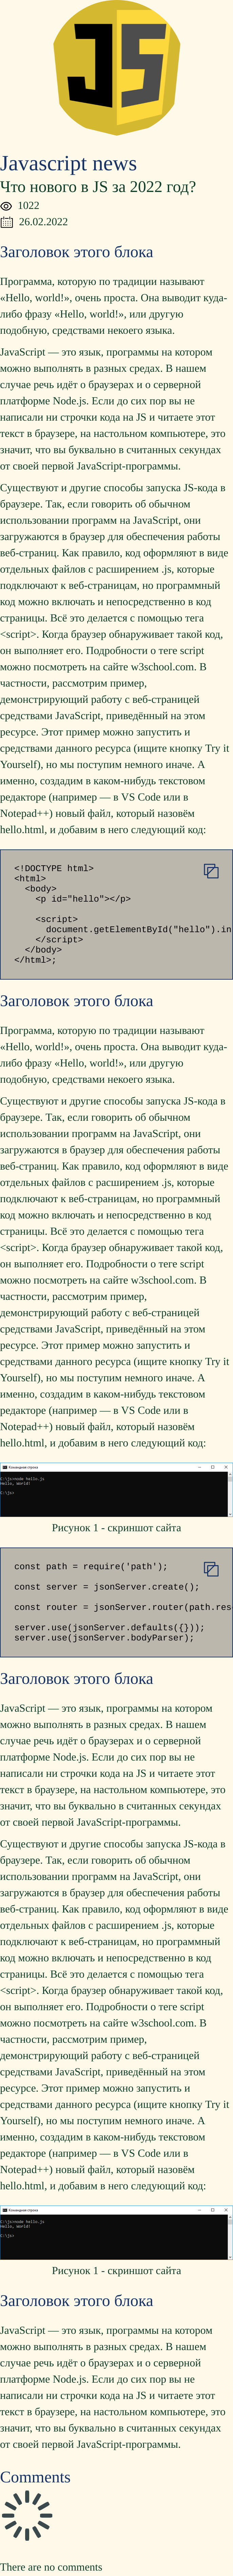 JS
Javascript news
Что нового в JS за 2022 год?
1022
26.02.2022
Заголовок этого блока
Программа, которую по традиции называют
«Hello, world!», очень проста. Она выводит куда-
либо фразу «Hello, world!», или другую
подобную, средствами некоего языка.
JavaScript — это язык, программы на котором
можно выполнять в разных средах. В нашем
случае речь идёт о браузерах и о серверной
платформе Node.js. Если до сих пор вы не
написали ни строчки кода на JS и читаете этот
текст в браузере, на настольном компьютере, это
значит, что вы буквально в считанных секундах
от своей первой JavaScript-программы.
Существуют и другие способы запуска JS-кода в
браузере. Так, если говорить об обычном
использовании программ на JavaScript, они
загружаются в браузер для обеспечения работы
веб-страниц. Как правило, код оформляют в виде
отдельных файлов с расширением .js, которые
подключают к веб-страницам, но программный
код можно включать и непосредственно в код
страницы. Всё это делается с помощью тега
<script>. Когда браузер обнаруживает такой код,
он выполняет его. Подробности о теге script
можно посмотреть на сайте w3school.com. В
частности, рассмотрим пример,
демонстрирующий работу с веб-страницей
средствами JavaScript, приведённый на этом
ресурсе. Этот пример можно запустить и
средствами данного ресурса (ищите кнопку Try it
Yourself), но мы поступим немного иначе. А
именно, создадим в каком-нибудь текстовом
редакторе (например — в VS Code или в
Notepad++) новый файл, который назовём
hello.html, и добавим в него следующий код:
<!DOCTYPE html>
<html>
<body>
<p id="hello"></p>
<script>
document.getElementById("hello").in
</script>
</body>
</html>;
Заголовок этого блока
Программа, которую по традиции называют
«Hello, world!», очень проста. Она выводит куда-
либо фразу «Hello, world!», или другую
подобную, средствами некоего языка.
Существуют и другие способы запуска JS-кода в
браузере. Так, если говорить об обычном
использовании программ на JavaScript, они
загружаются в браузер для обеспечения работы
веб-страниц. Как правило, код оформляют в виде
отдельных файлов с расширением .js, которые
подключают к веб-страницам, но программный
код можно включать и непосредственно в код
страницы. Всё это делается с помощью тега
<script>. Когда браузер обнаруживает такой код,
он выполняет его. Подробности о теге script
можно посмотреть на сайте w3school.com. В
частности, рассмотрим пример,
демонстрирующий работу с веб-страницей
средствами JavaScript, приведённый на этом
ресурсе. Этот пример можно запустить и
средствами данного ресурса (ищите кнопку Try it
Yourself), но мы поступим немного иначе. А
именно, создадим в каком-нибудь текстовом
редакторе (например — в VS Code или в
Notepad++) новый файл, который назовём
hello.html, и добавим в него следующий код:
Командная строка
C:\js>node hello.js
Hello, World!
C:\js>
Рисунок 1 - скриншот сайта
const path = require('path');
const server = jsonServer.create();
const router = jsonServer.router(path.res
server.use(jsonServer.defaults({}));
server.use(jsonServer.bodyParser);
Заголовок этого блока
JavaScript — это язык, программы на котором
можно выполнять в разных средах. В нашем
случае речь идёт о браузерах и о серверной
платформе Node.js. Если до сих пор вы не
написали ни строчки кода на JS и читаете этот
текст в браузере, на настольном компьютере, это
значит, что вы буквально в считанных секундах
от своей первой JavaScript-программы.
Существуют и другие способы запуска JS-кода в
браузере. Так, если говорить об обычном
использовании программ на JavaScript, они
загружаются в браузер для обеспечения работы
веб-страниц. Как правило, код оформляют в виде
отдельных файлов с расширением .js, которые
подключают к веб-страницам, но программный
код можно включать и непосредственно в код
страницы. Всё это делается с помощью тега
<script>. Когда браузер обнаруживает такой код,
он выполняет его. Подробности о теге script
можно посмотреть на сайте w3school.com. В
частности, рассмотрим пример,
демонстрирующий работу с веб-страницей
средствами JavaScript, приведённый на этом
ресурсе. Этот пример можно запустить и
средствами данного ресурса (ищите кнопку Try it
Yourself), но мы поступим немного иначе. А
именно, создадим в каком-нибудь текстовом
редакторе (например — в VS Code или в
Notepad++) новый файл, который назовём
hello.html, и добавим в него следующий код:
Командная строка
C:\js>node hello.js
Hello, World!
C:\js>
Рисунок 1 - скриншот сайта
Заголовок этого блока
JavaScript — это язык, программы на котором
можно выполнять в разных средах. В нашем
случае речь идёт о браузерах и о серверной
платформе Node.js. Если до сих пор вы не
написали ни строчки кода на JS и читаете этот
текст в браузере, на настольном компьютере, это
значит, что вы буквально в считанных секундах
от своей первой JavaScript-программы.
Comments
There are no comments